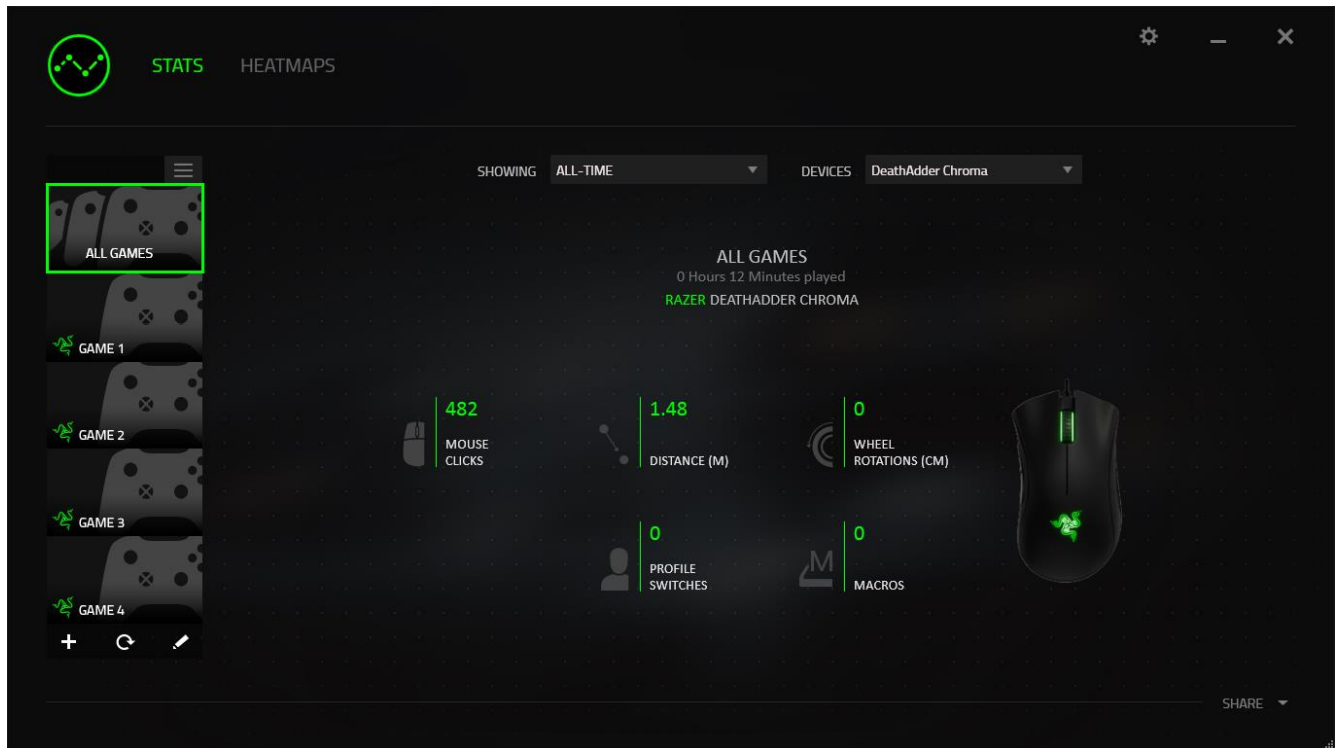 STATS HEATMAPS
SHOWING ALL-TIME DEVICES DeathAdder Chroma
ALL GAMES
GAME 1
GAME 2
GAME 3
GAME 4
ALL GAMES
0 Hours 12 Minutes played
RAZER DEATHADDER CHROMA
482
MOUSE
CLICKS
1.48
DISTANCE (M)
0
WHEEL
ROTATIONS (CM)
0
PROFILE
SWITCHES
M
0
MACROS
SHARE